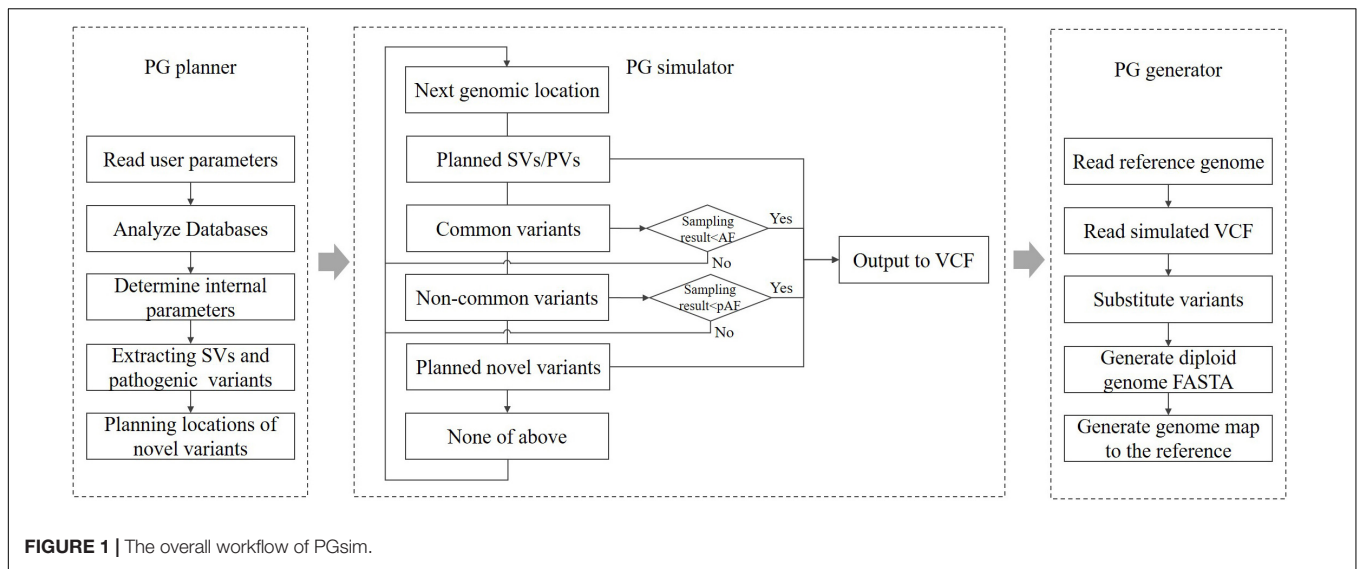 PG planner
Read user parameters
Analyze Databases
Determine internal
parameters
Extracting SVs and
pathogenic variants
Planning locations of
novel variants
PG simulator
Next genomic location
Planned SVs/PVs
Common variants
Sampling
result<AF
Yes
No
Non-common variants
Sampling
result<pAF
Yes
No
Planned novel variants
None of above
Output to VCF
PG generator
Read reference genome
Read simulated VCF
Substitute variants
Generate diploid
genome FASTA
Generate genome map
to the reference
FIGURE 1 | The overall workflow of PGsim.